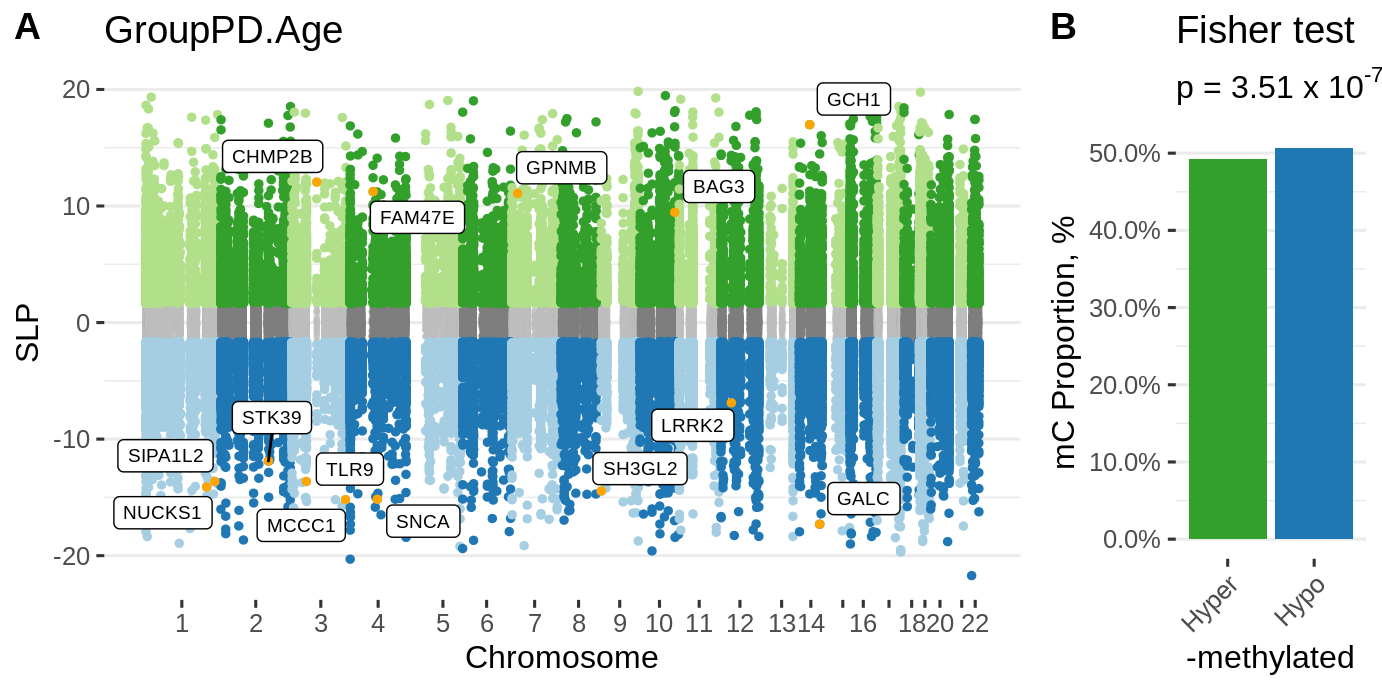 A GroupPD.Age
SLP
20
10
0
-10
-20
GCH1
CHMP2B
GPNMB
BAG3
FAM47E
STK39
LRRK2
SIPA1L2
TLR9
SH3GL2
NUCKS1
MCCC1
SNCA
GALC
1 2 3 4 5 6 7 8 9 10 11 12 13 14 16 18 20 22
Chromosome
B Fisher test
p = 3.51 x 10-7
mC Proportion, %
50.0%
40.0%
30.0%
20.0%
10.0%
0.0%
Hyper Hypo
-methylated